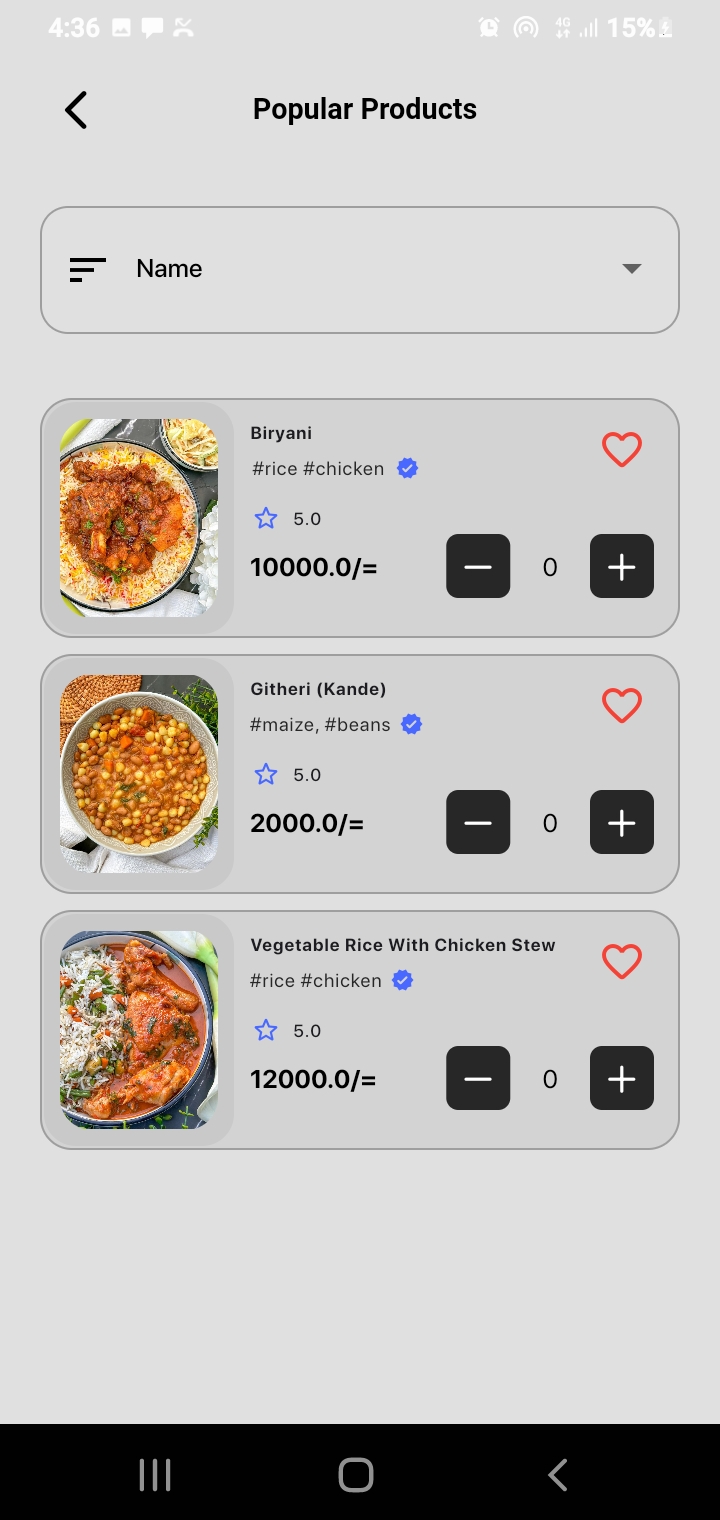 4:36
4G
15%
Popular Products
Name
Biryani
#rice #chicken
5.0
10000.0/=
0
Githeri (Kande)
#maize, #beans
5.0
2000.0/=
0
Vegetable Rice With Chicken Stew
#rice #chicken
5.0
12000.0/=
0